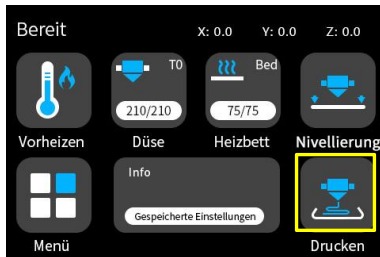 Bereit X: 0.0 Y: 0.0 Z: 0.0
T0 Bed
210/210 75/75
Vorheizen Düse Heizbett Nivellierung
Info
Gespeicherte Einstellungen
Menü Drucken